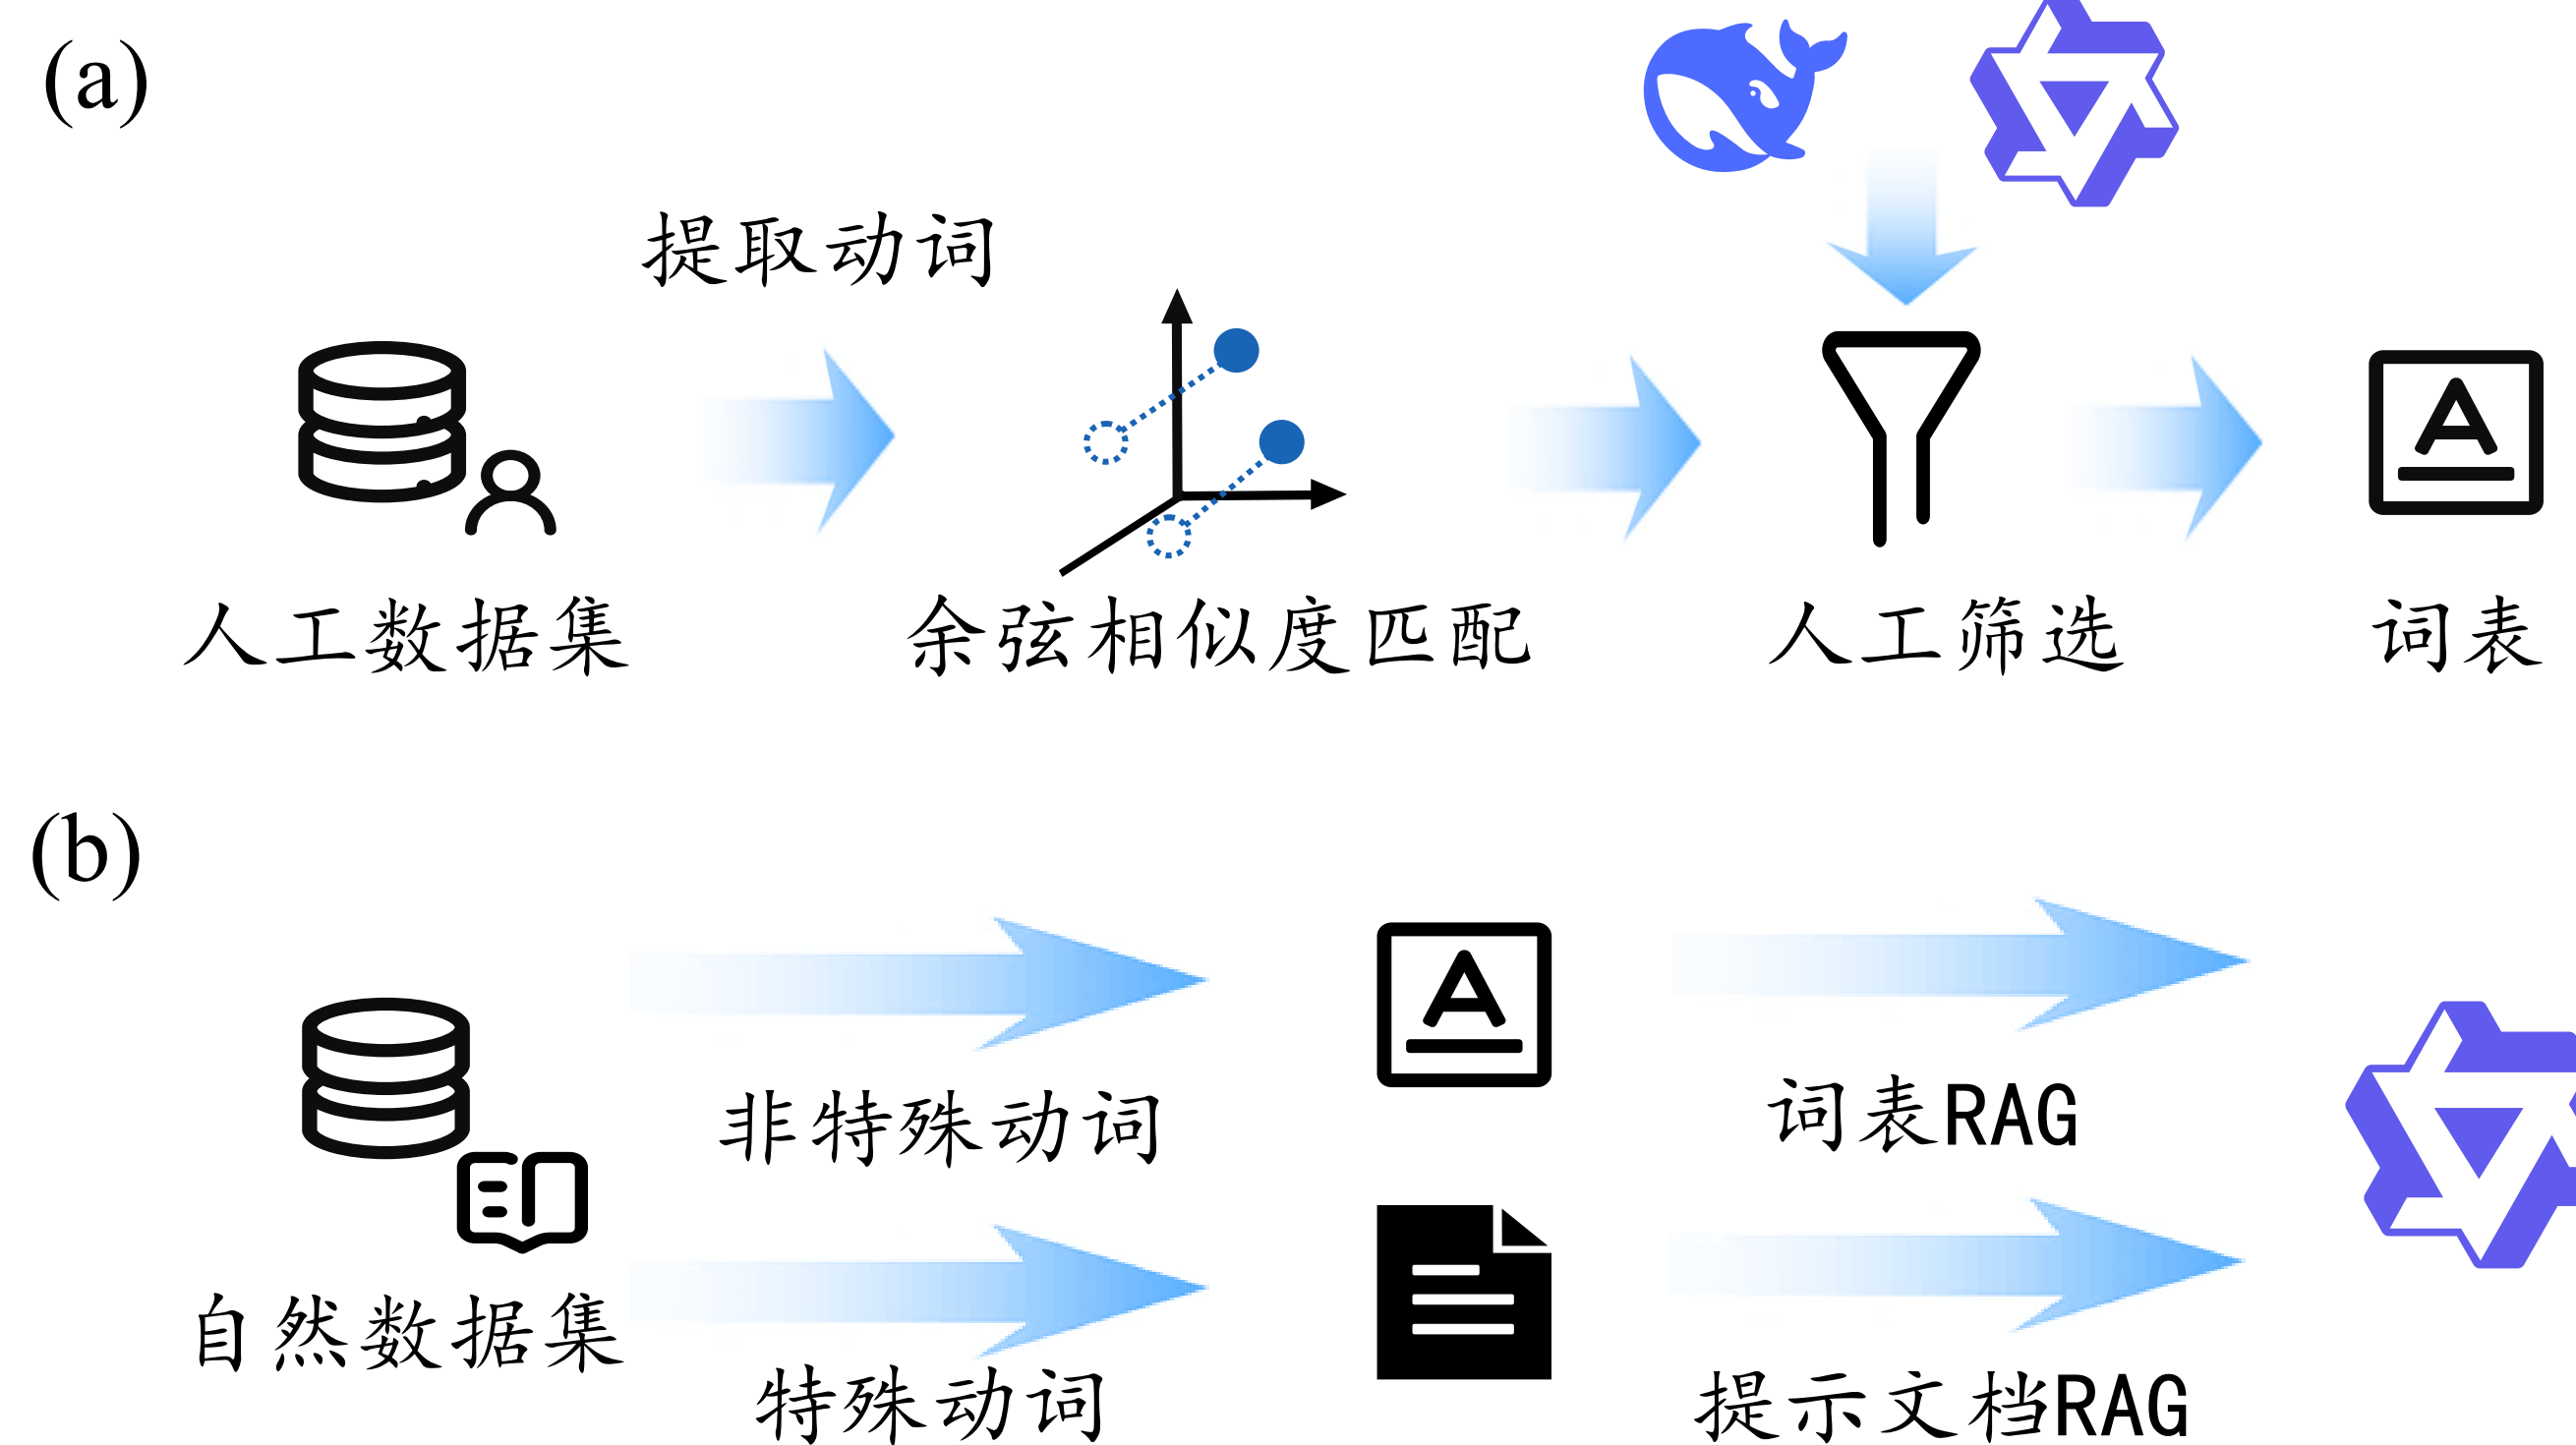 (a)
提取动词
人工数据集
余弦相似度匹配
人工筛选
词表
(b)
非特殊动词
词表RAG
自然数据集
特殊动词
提示文档RAG